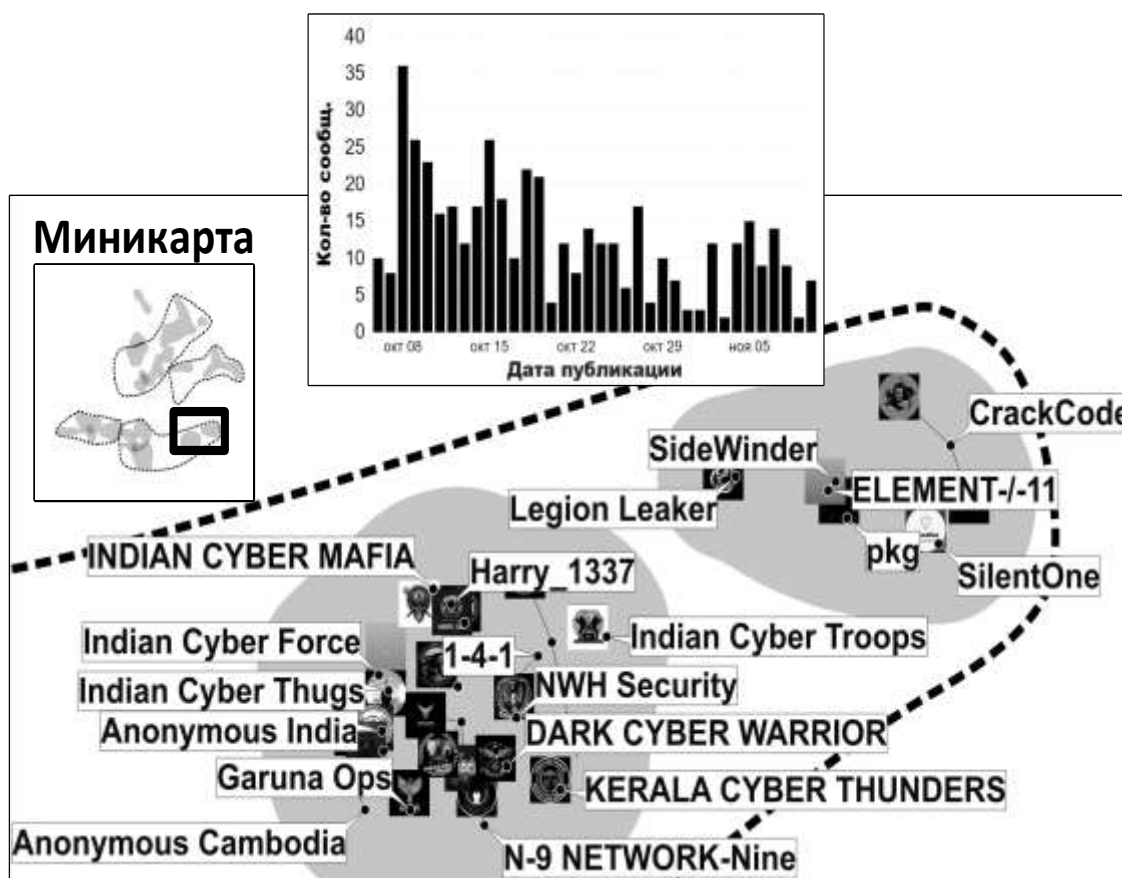 40
35
30
25
20
15
10
5
0
Кол-во сообщ.
окт 08
окт 15
окт 22
окт 29
ноя 05
Дата публикации
Миникарта
CrackCode
SideWinder
ELEMENT-/-11
Legion Leaker
pkg
SilentOne
INDIAN CYBER MAFIA
Harry_1337
Indian Cyber Force
1-4-1
Indian Cyber Troops
Indian Cyber Thugs
NWH Security
Anonymous India
DARK CYBER WARRIOR
Garuna Ops
KERALA CYBER THUNDERS
Anonymous Cambodia
N-9 NETWORK-Nine